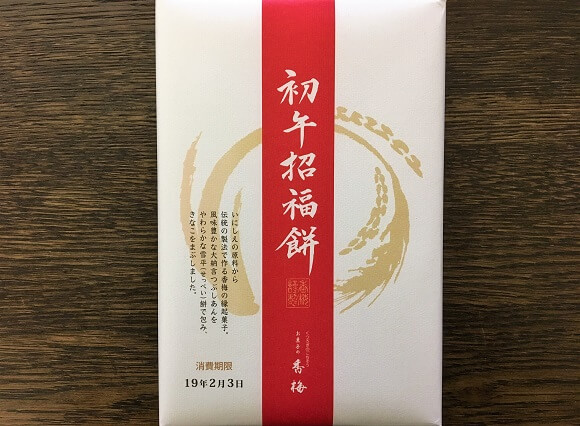 初午招福餅
お菓子の
香梅
いにしえの原料から
伝統の製法で作る香梅の縁起菓子。
風味豊かな大納言つぶしあんを
やわらかな雪平(せっぺい)餅で包み、
きなこをまぶしました。
消費期限
19年2月3日